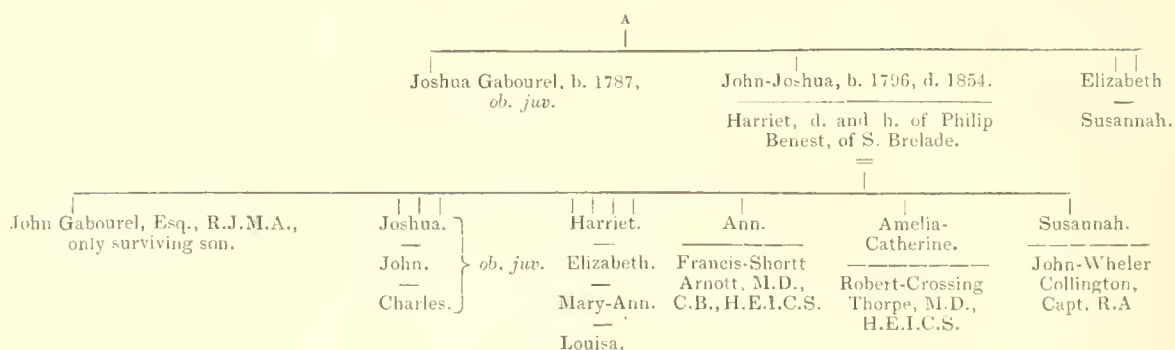 A
Joshua Gabourel, b. 1787,
ob. juv.
John-Joshua, b. 1796, d. 1854.
Harriet, d. and h. of Philip
Benest, of S. Brelade.
Elizabeth
Susannah.
John Gabourel, Esq., R.J.M.A.,
only surviving son.
Joshua.
John.
Charles.
ob. juv.
Harriet.
Elizabeth.
Mary-Ann.
Louisa.
Ann.
Francis-Shortt
Arnott, M.D.,
C.B., H.E.I.C.S.
Amelia-
Catherine.
Robert-Crossing
Thorpe, M.D.,
H.E.I.C.S.
Susannah.
John-Wheler
Collington,
Capt. R.A